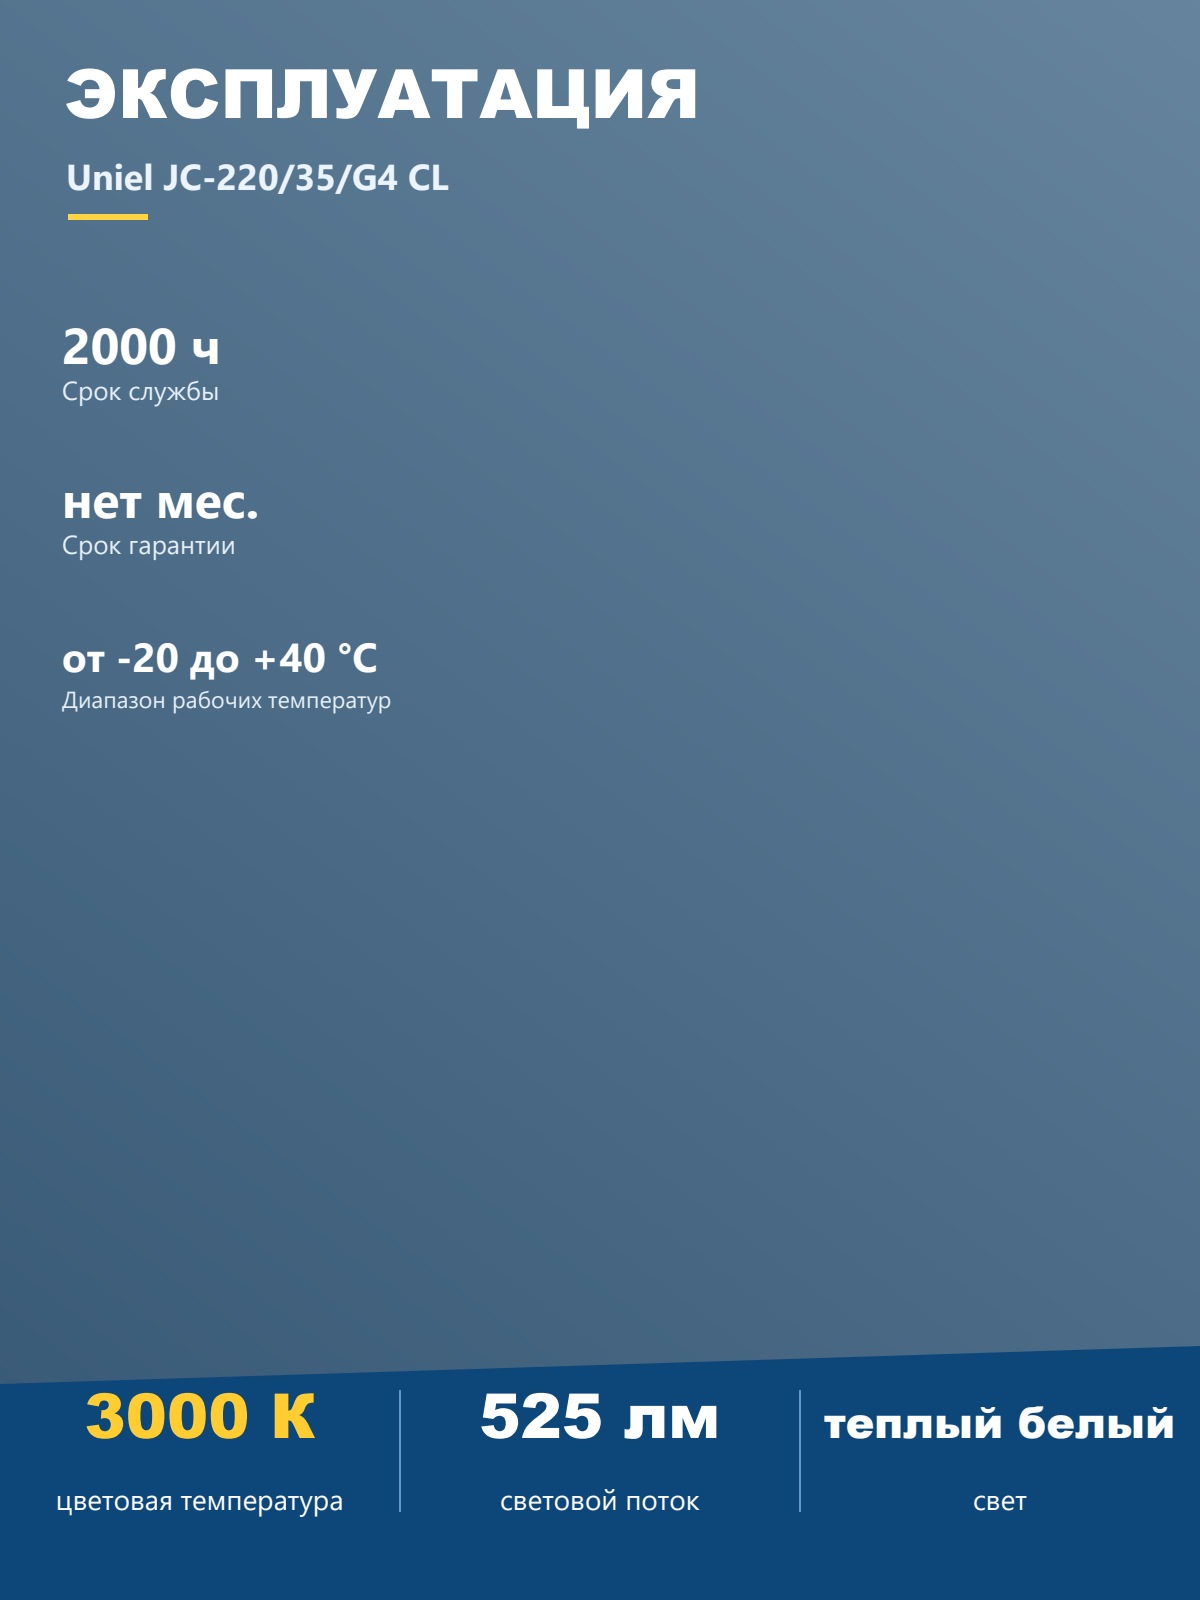 ЭКСПЛУАТАЦИЯ
Uniel JC-220/35/G4 CL
2000 ч
Срок службы
нет мес.
Срок гарантии
от -20 до +40 °C
Диапазон рабочих температур
3000 К
цветовая температура
525 лм
световой поток
теплый белый
свет